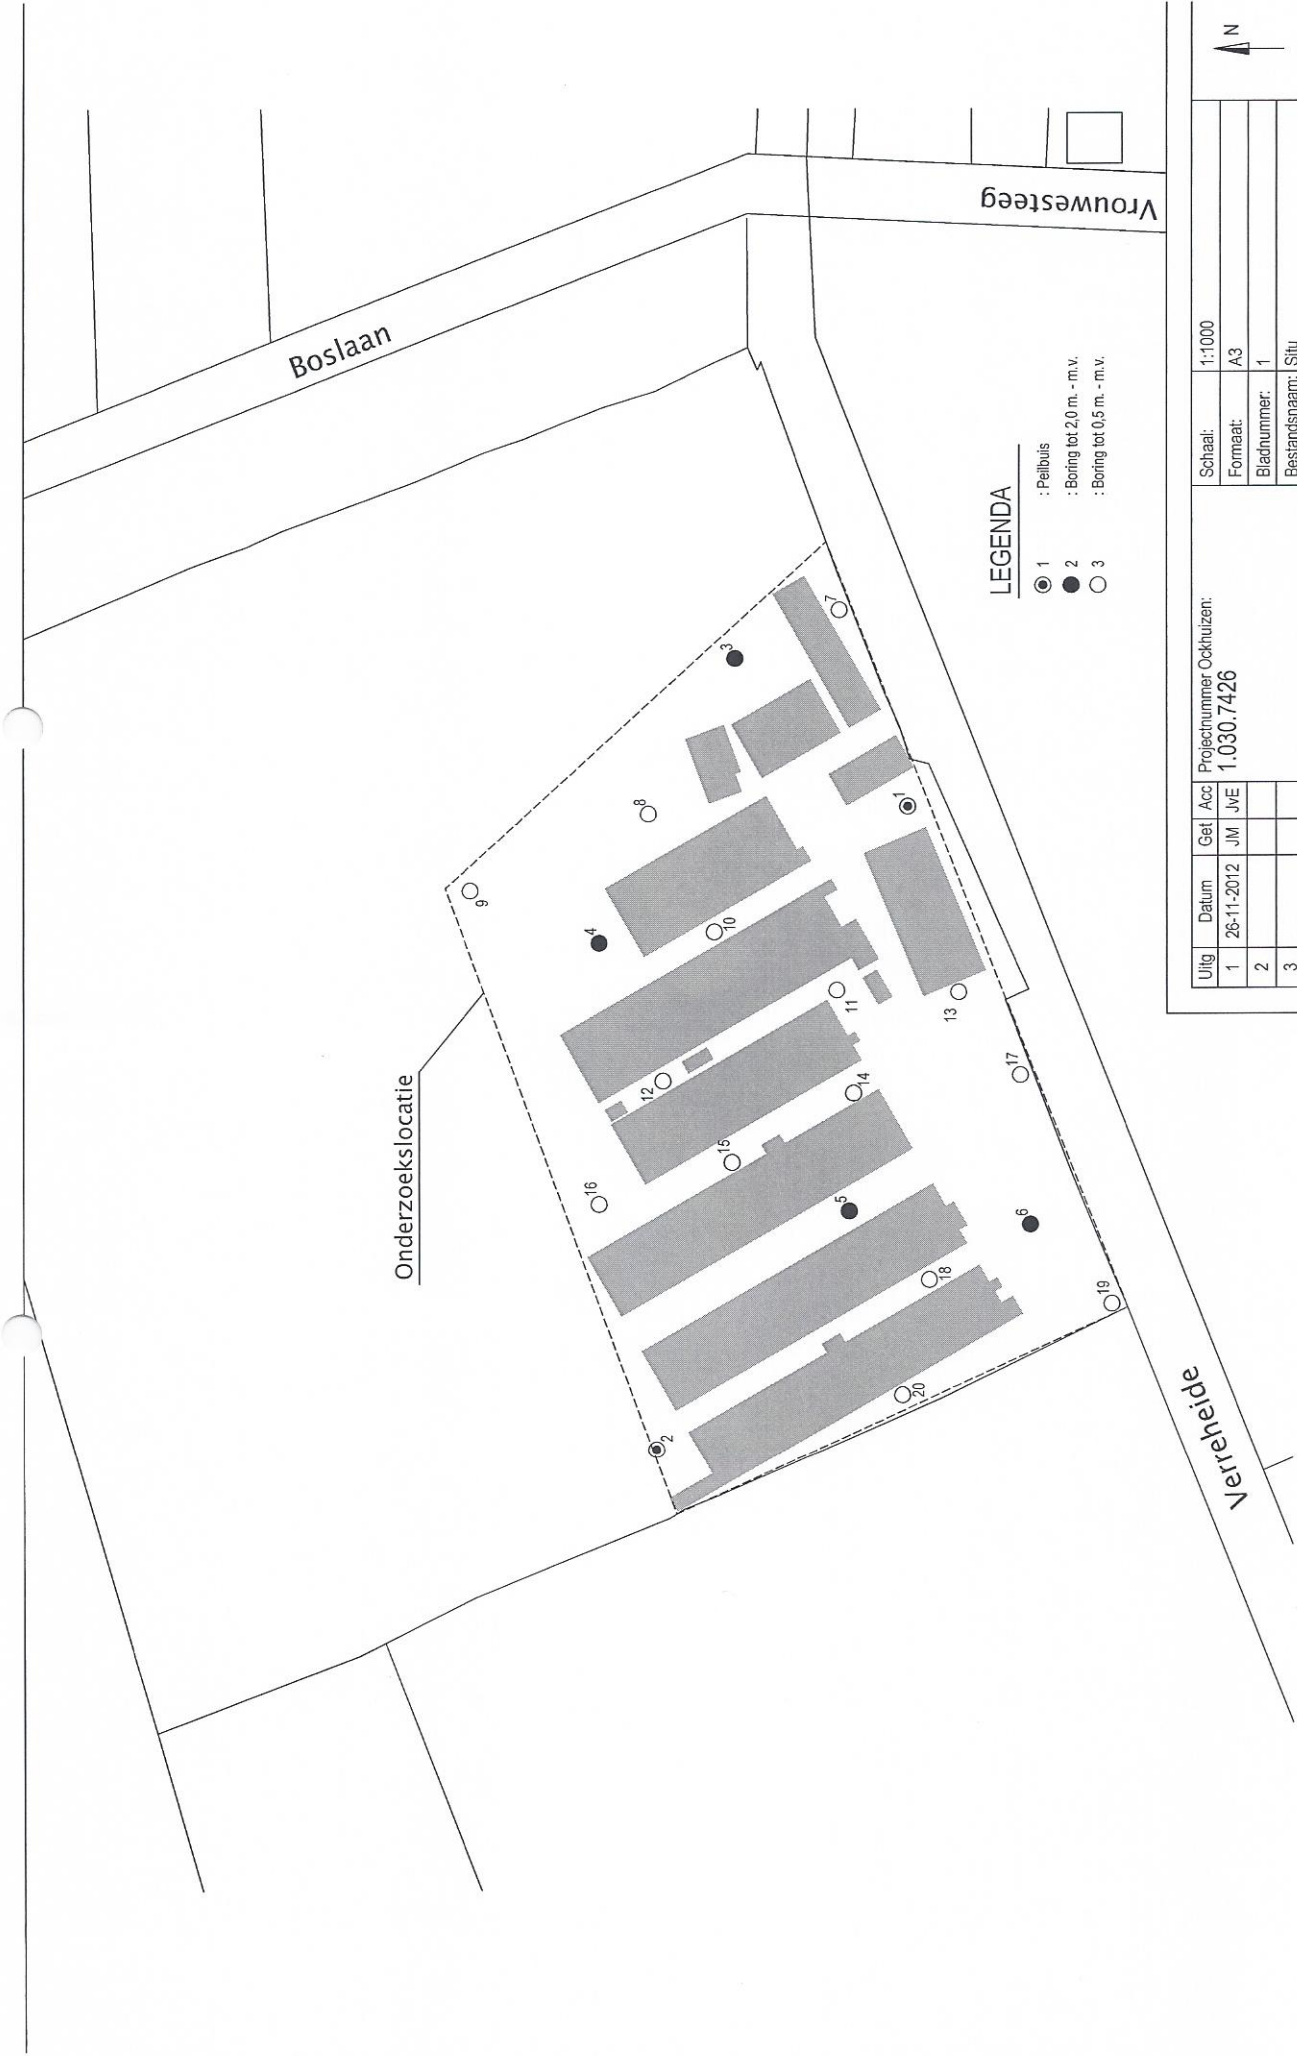 Boslaan
Vrouwesteeg
Onderzoekslocatie
Verreheide
1
2
3
4
5
6
7
8
9
10
11
12
13
14
15
16
17
18
19
20
LEGENDA
1 : Peilbuis
2 : Boring tot 2,0 m. - m.v.
3 : Boring tot 0,5 m. - m.v.
Uitg Datum Get Acc
1 26-11-2012 JM JvE
2
3
Projectnummer Ockhuizen:
1.030.7426
Schaal: 1:1000
Formaat: A3
Bladnummer: 1
Bestandsnaam: Situ
N